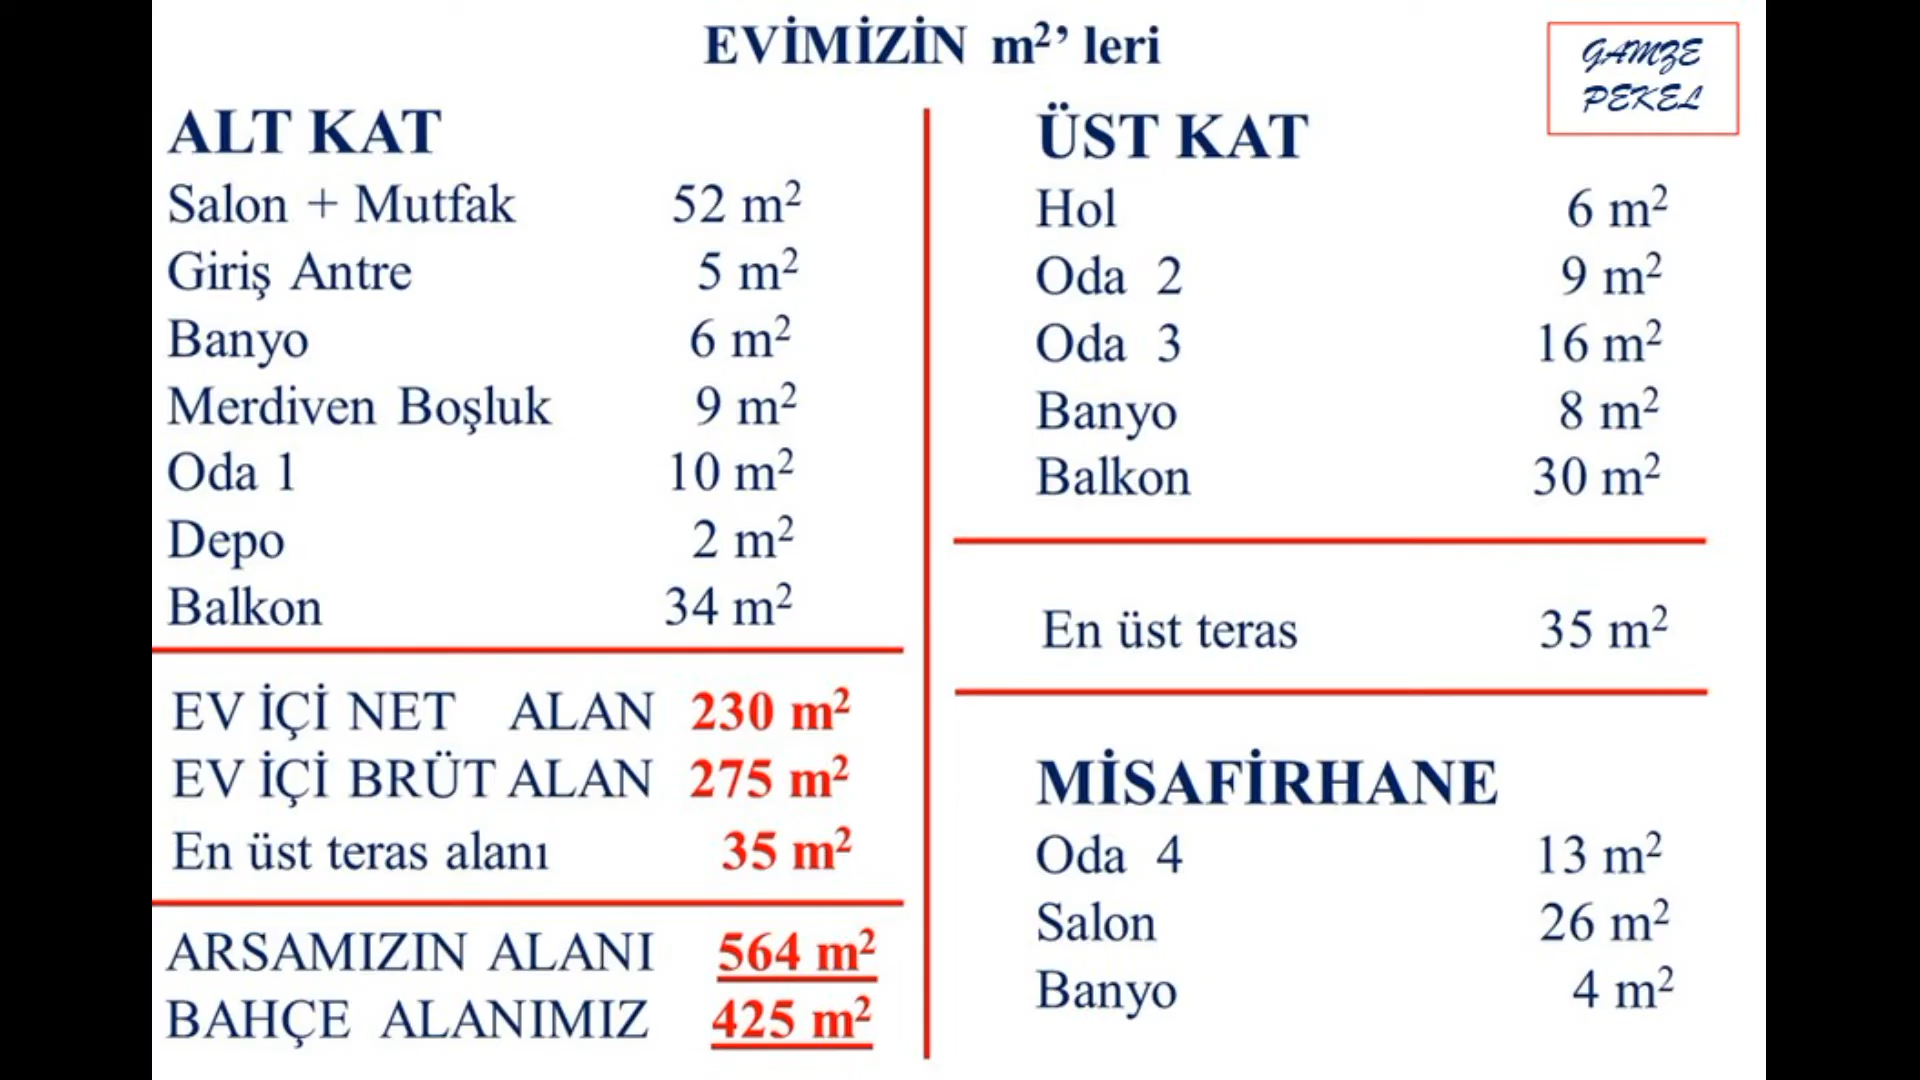 EVİMİZİN m²’ leri
GAMZE
PEKEL
ALT KAT
Salon + Mutfak 52 m²
Giriş Antre 5 m²
Banyo 6 m²
Merdiven Boşluk 9 m²
Oda 1 10 m²
Depo 2 m²
Balkon 34 m²
EV İÇİ NET ALAN 230 m²
EV İÇİ BRÜT ALAN 275 m²
En üst teras alanı 35 m²
ARSAMIZIN ALANI 564 m²
BAHÇE ALANIMIZ 425 m²
ÜST KAT
Hol 6 m²
Oda 2 9 m²
Oda 3 16 m²
Banyo 8 m²
Balkon 30 m²
En üst teras 35 m²
MİSAFİRHANE
Oda 4 13 m²
Salon 26 m²
Banyo 4 m²